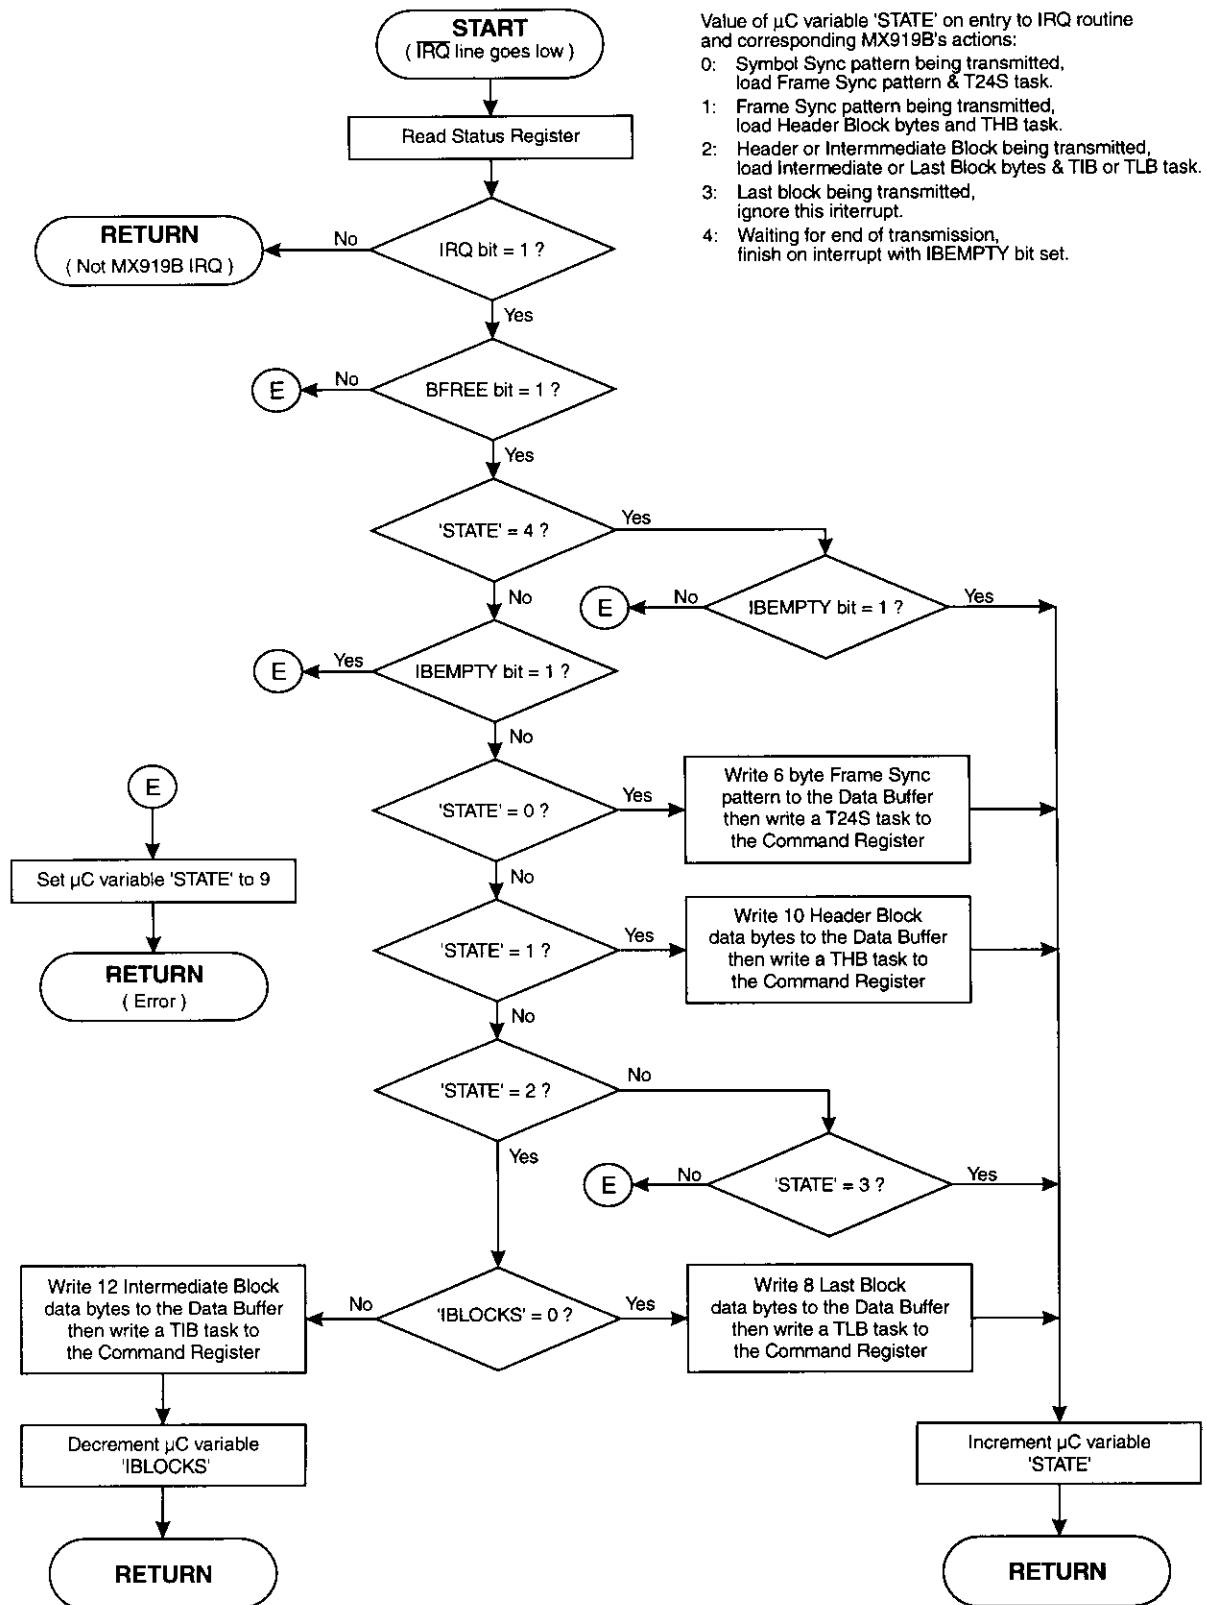 START
( IRQ line goes low )
Value of µC variable 'STATE' on entry to IRQ routine
and corresponding MX919B's actions:
0: Symbol Sync pattern being transmitted,
load Frame Sync pattern & T24S task.
1: Frame Sync pattern being transmitted,
load Header Block bytes and THB task.
2: Header or Intermmediate Block being transmitted,
load Intermediate or Last Block bytes & TIB or TLB task.
3: Last block being transmitted,
ignore this interrupt.
4: Waiting for end of transmission,
finish on interrupt with IBEMPTY bit set.
Read Status Register
IRQ bit = 1 ?
No
RETURN
( Not MX919B IRQ )
Yes
BFREE bit = 1 ?
No
E
Yes
'STATE' = 4 ?
Yes
No
IBEMPTY bit = 1 ?
No
E
Yes
IBEMPTY bit = 1 ?
Yes
E
No
'STATE' = 0 ?
Yes
Write 6 byte Frame Sync
pattern to the Data Buffer
then write a T24S task to
the Command Register
E
Set µC variable 'STATE' to 9
RETURN
( Error )
No
'STATE' = 1 ?
Yes
Write 10 Header Block
data bytes to the Data Buffer
then write a THB task to
the Command Register
No
'STATE' = 2 ?
No
Yes
'STATE' = 3 ?
No
E
Yes
'IBLOCKS' = 0 ?
No
Write 12 Intermediate Block
data bytes to the Data Buffer
then write a TIB task to
the Command Register
Yes
Write 8 Last Block
data bytes to the Data Buffer
then write a TLB task to
the Command Register
Decrement µC variable
'IBLOCKS'
RETURN
Increment µC variable
'STATE'
RETURN